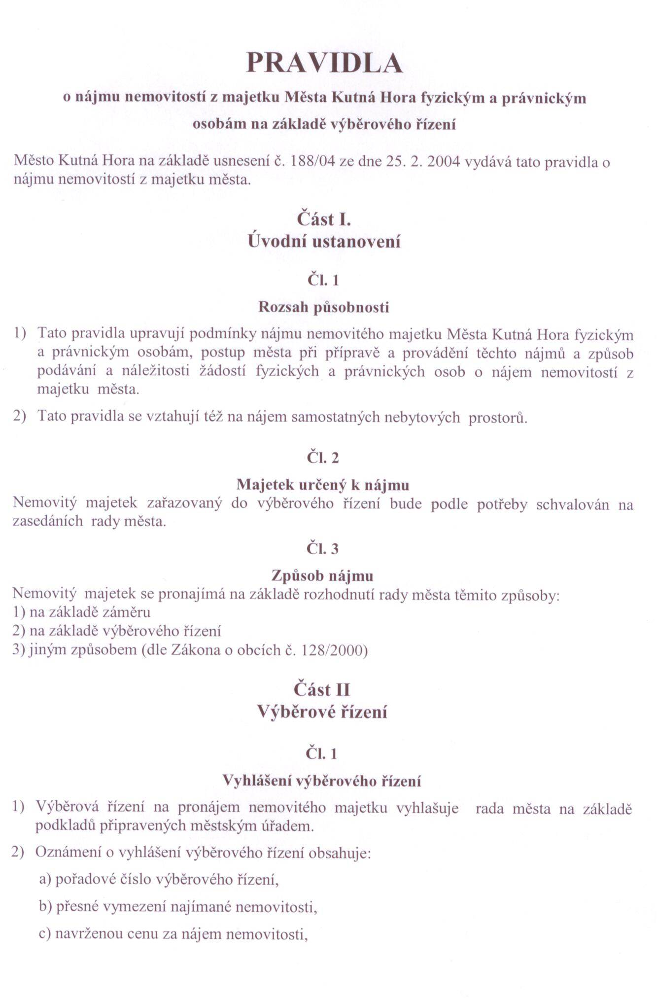 PRAVIDLA
o nájmu nemovitostí z majetku Města Kutná Hora fyzickým a právnickým
osobám na základě výběrového řízení
Město Kutná Hora na základě usnesení č. 188/04 ze dne 25. 2. 2004 vydává tato pravidla o
nájmu nemovitostí z majetku města.
Část I.
Úvodní ustanovení
Čl. 1
Rozsah působnosti
1) Tato pravidla upravují podmínky nájmu nemovitého majetku Města Kutná Hora fyzickým
a právnickým osobám, postup města při přípravě a provádění těchto nájmů a způsob
podávání a náležitosti žádostí fyzických a právnických osob o nájem nemovitostí z
majetku města.
2) Tato pravidla se vztahují též na nájem samostatných nebytových prostorů.
Čl. 2
Majetek určený k nájmu
Nemovitý majetek zařazovaný do výběrového řízení bude podle potřeby schvalován na
zasedáních rady města.
Čl. 3
Způsob nájmu
Nemovitý majetek se pronajímá na základě rozhodnutí rady města těmito způsoby:
1) na základě záměru
2) na základě výběrového řízení
3) jiným způsobem (dle Zákona o obcích č. 128/2000)
Část II
Výběrové řízení
Čl. 1
Vyhlášení výběrového řízení
1) Výběrová řízení na pronájem nemovitého majetku vyhlašuje rada města na základě
podkladů připravených městským úřadem.
2) Oznámení o vyhlášení výběrového řízení obsahuje:
a) pořadové číslo výběrového řízení,
b) přesné vymezení najímané nemovitosti,
c) navrženou cenu za nájem nemovitosti,